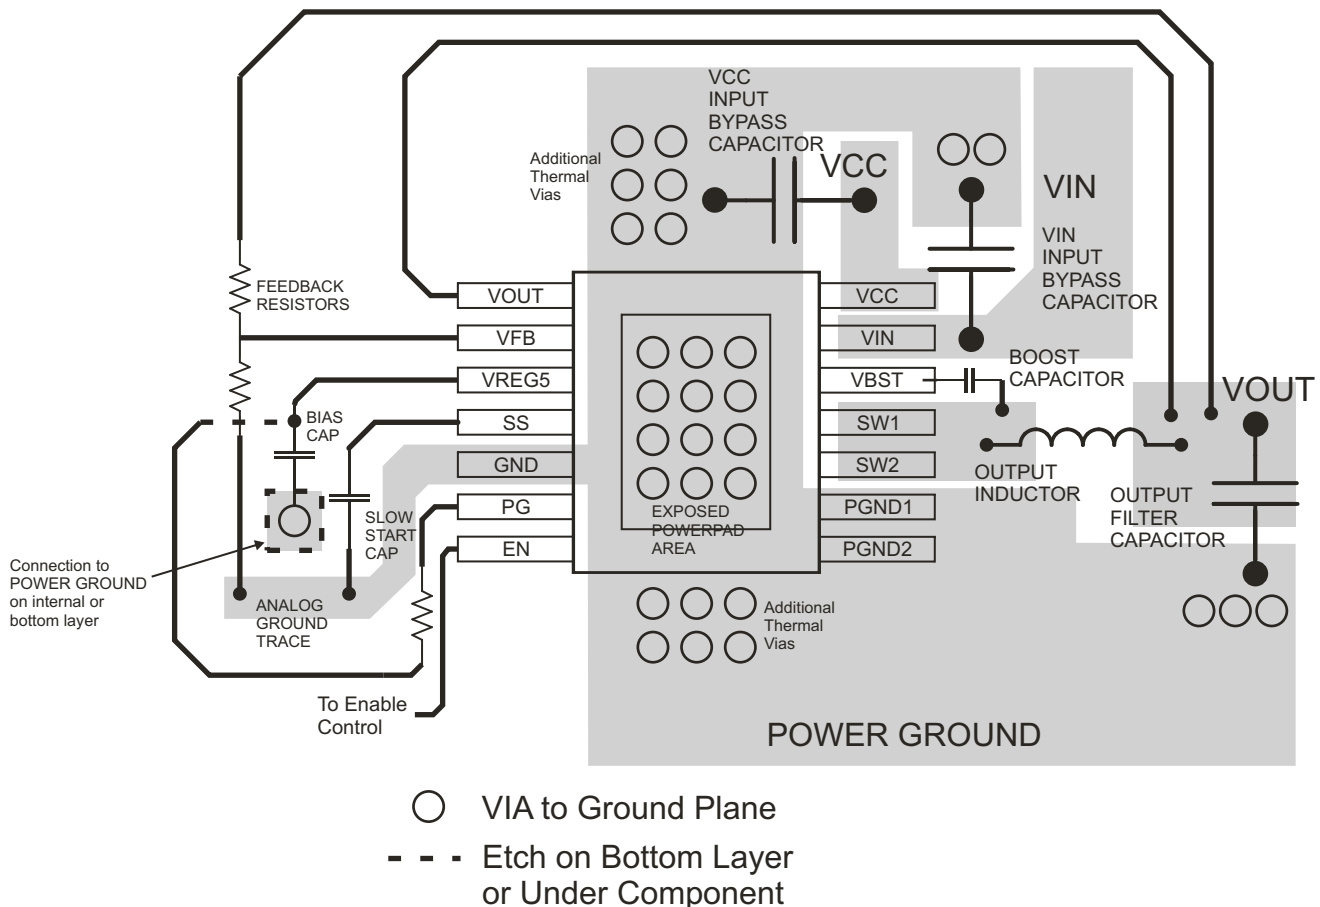 VCC
INPUT
BYPASS
CAPACITOR
Additional
Thermal
Vias
VCC
VIN
VIN
INPUT
BYPASS
CAPACITOR
FEEDBACK
RESISTORS
VOUT
VFB
VREG5
SS
GND
PG
EN
VCC
VIN
VBST
SW1
SW2
PGND1
PGND2
BOOST
CAPACITOR
VOUT
BIAS
CAP
SLOW
START
CAP
EXPOSED
POWERPAD
AREA
OUTPUT
INDUCTOR
OUTPUT
FILTER
CAPACITOR
Connection to
POWER GROUND
on internal or
bottom layer
ANALOG
GROUND
TRACE
Additional
Thermal
Vias
To Enable
Control
POWER GROUND
VIA to Ground Plane
Etch on Bottom Layer
or Under Component